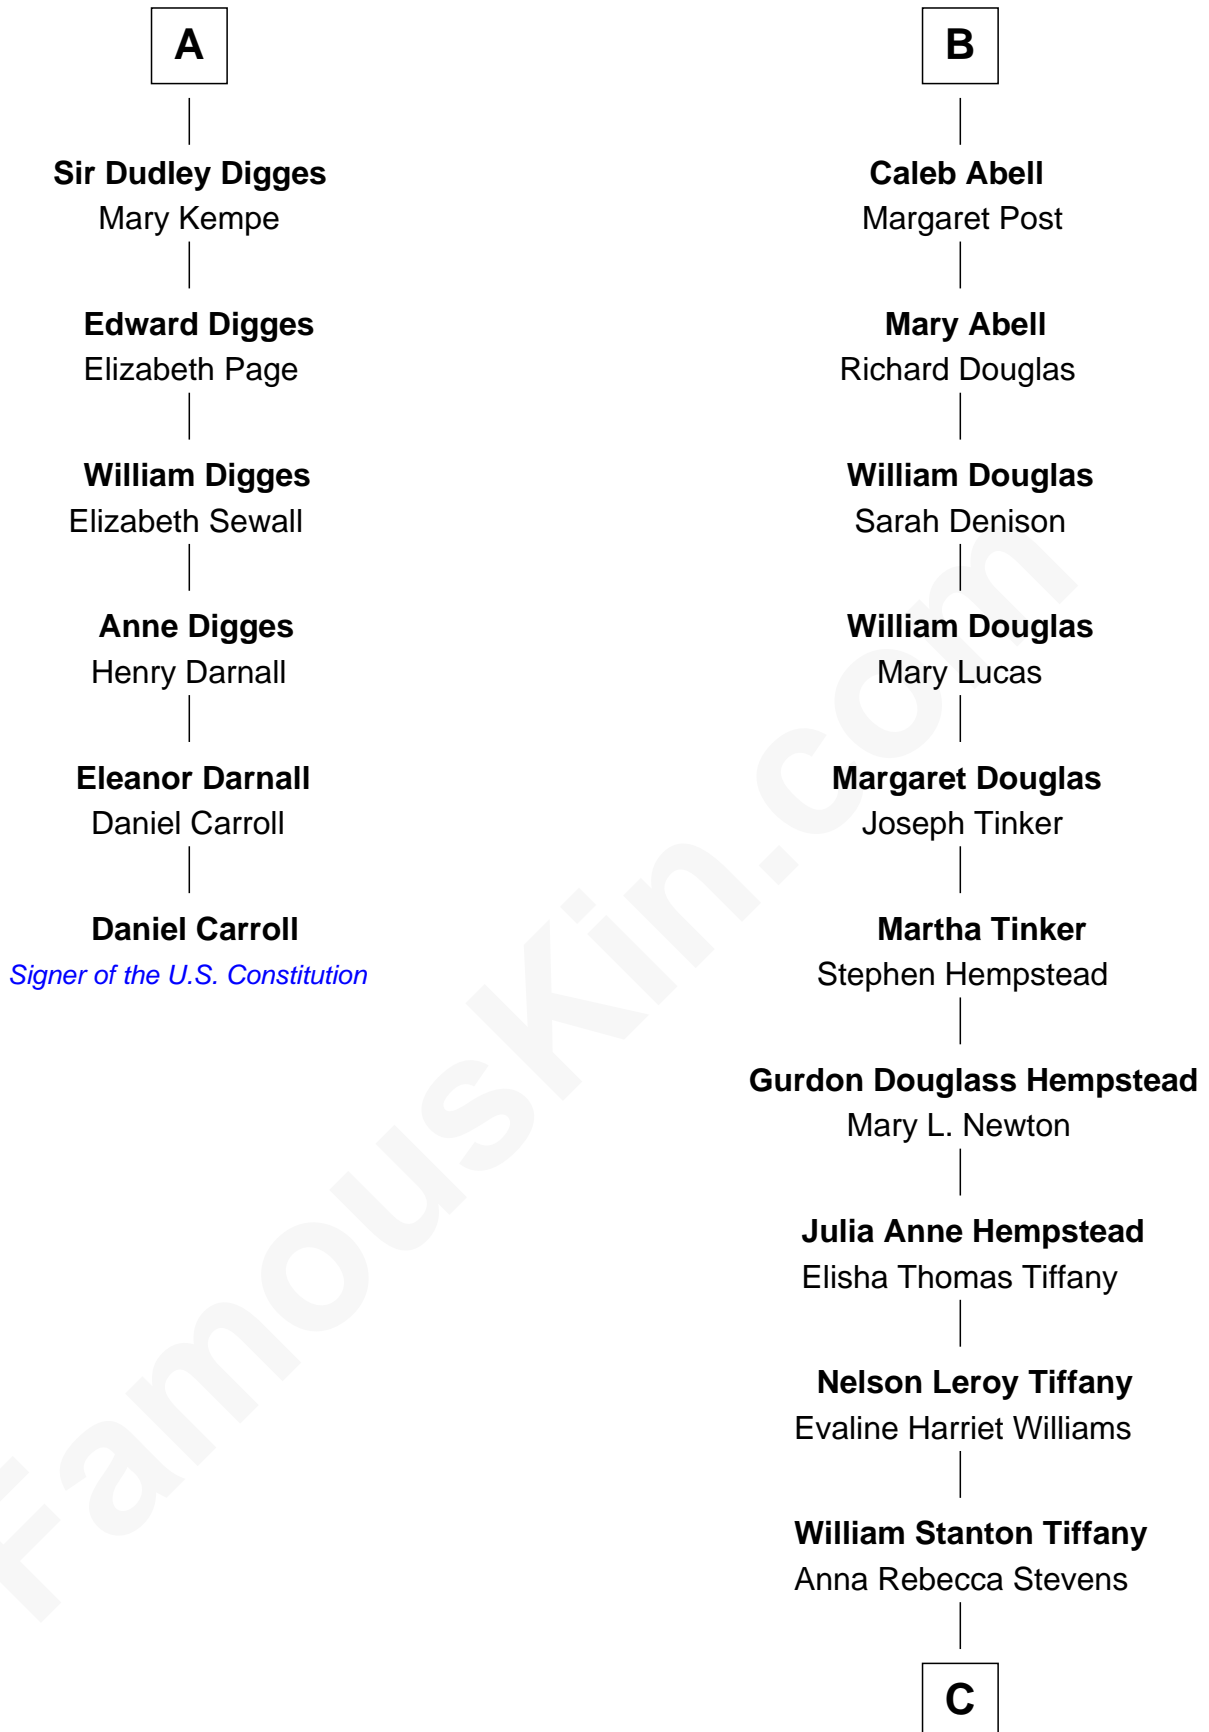 A
Sir Dudley Digges
Mary Kempe
Edward Digges
Elizabeth Page
William Digges
Elizabeth Sewall
Anne Digges
Henry Darnall
Eleanor Darnall
Daniel Carroll
Daniel Carroll
Signer of the U.S. Constitution
B
Caleb Abell
Margaret Post
Mary Abell
Richard Douglas
William Douglas
Sarah Denison
William Douglas
Mary Lucas
Margaret Douglas
Joseph Tinker
Martha Tinker
Stephen Hempstead
Gurdon Douglass Hempstead
Mary L. Newton
Julia Anne Hempstead
Elisha Thomas Tiffany
Nelson Leroy Tiffany
Evaline Harriet Williams
William Stanton Tiffany
Anna Rebecca Stevens
C
FamousKin.com